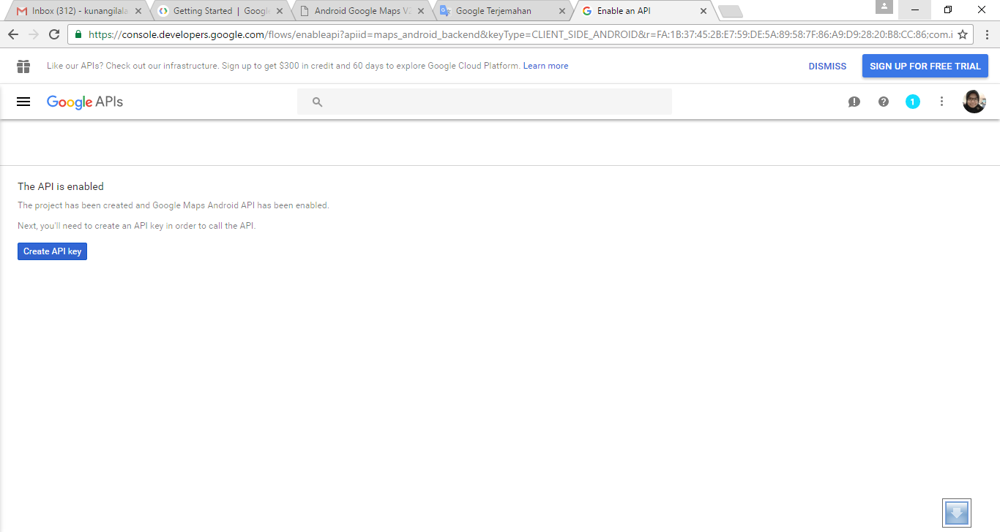 Inbox (312) - kunangilala
Getting Started | Google
Android Google Maps V2
Google Terjemahan
Enable an API
https://console.developers.google.com/flows/enableapi?apiid=maps_android_backend&keyType=CLIENT_SIDE_ANDROID&r=FA:1B:37:45:2B:E7:59:DE:5A:89:58:7F:86:A9:D9:28:20:B8:CC:86;com.i
Like our APIs? Check out our infrastructure. Sign up to get $300 in credit and 60 days to explore Google Cloud Platform. Learn more
DISMISS
SIGN UP FOR FREE TRIAL
Google APIs
1
The API is enabled
The project has been created and Google Maps Android API has been enabled.
Next, you'll need to create an API key in order to call the API.
Create API key